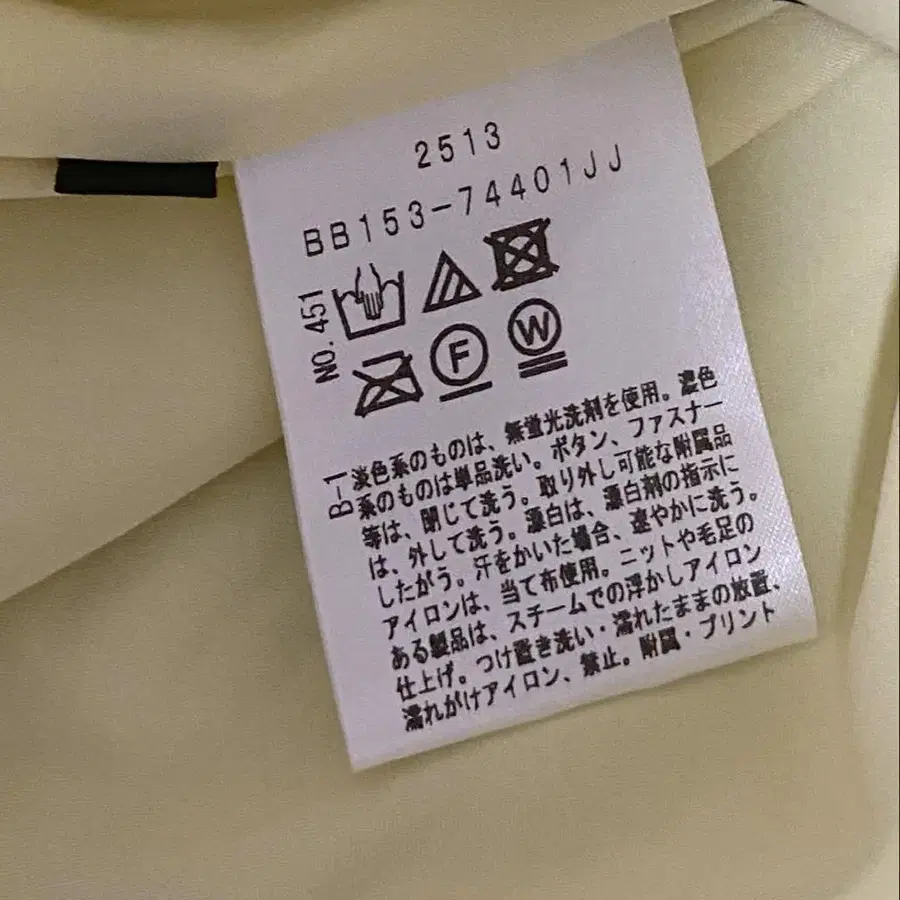 2513
BB153-74401JJ
NO. 451
F
W
B-1
淡色系のものは、無蛍光洗剤を使用。濃色
系のものは単品洗い。ボタン、ファスナー
等は、閉じて洗う。取り外し可能な附属品
は、外して洗う。漂白は、漂白剤の指示に
したがう。汗をかいた場合、速やかに洗う。
アイロンは、当て布使用。ニットや毛足の
ある製品は、スチームでの浮かしアイロン
仕上げ。つけ置き洗い・濡れたままの放置、
濡れがけアイロン、禁止。附属・プリント